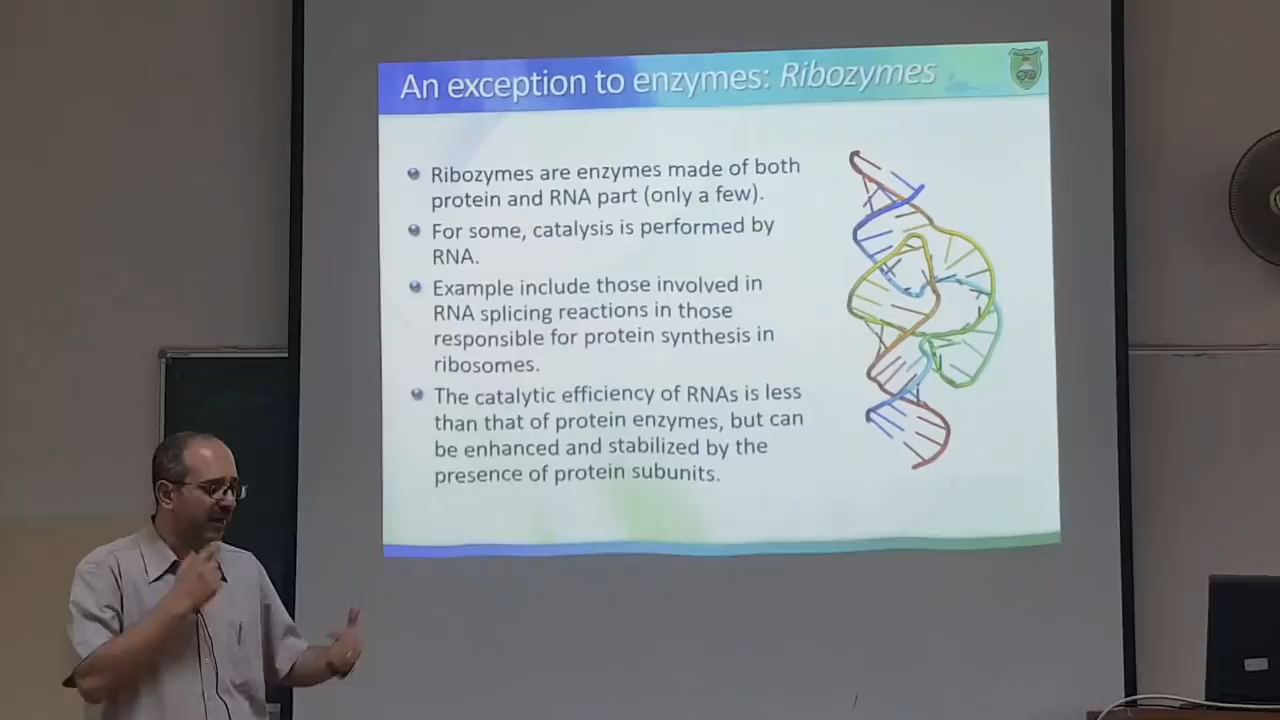 An exception to enzymes: Ribozymes
Ribozymes are enzymes made of both
protein and RNA part (only a few).
For some, catalysis is performed by
RNA.
Example include those involved in
RNA splicing reactions in those
responsible for protein synthesis in
ribosomes.
The catalytic efficiency of RNAs is less
than that of protein enzymes, but can
be enhanced and stabilized by the
presence of protein subunits.